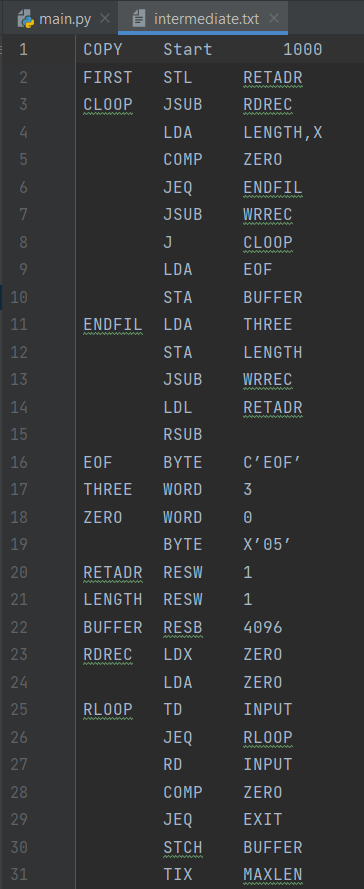 main.py intermediate.txt
1 COPY Start 1000
2 FIRST STL RETADR
3 CLOOP JSUB RDREC
4 LDA LENGTH,X
5 COMP ZERO
6 JEQ ENDFIL
7 JSUB WRREC
8 J CLOOP
9 LDA EOF
10 STA BUFFER
11 ENDFIL LDA THREE
12 STA LENGTH
13 JSUB WRREC
14 LDL RETADR
15 RSUB
16 EOF BYTE C’EOF’
17 THREE WORD 3
18 ZERO WORD 0
19 BYTE X’05’
20 RETADR RESW 1
21 LENGTH RESW 1
22 BUFFER RESB 4096
23 RDREC LDX ZERO
24 LDA ZERO
25 RLOOP TD INPUT
26 JEQ RLOOP
27 RD INPUT
28 COMP ZERO
29 JEQ EXIT
30 STCH BUFFER
31 TIX MAXLEN